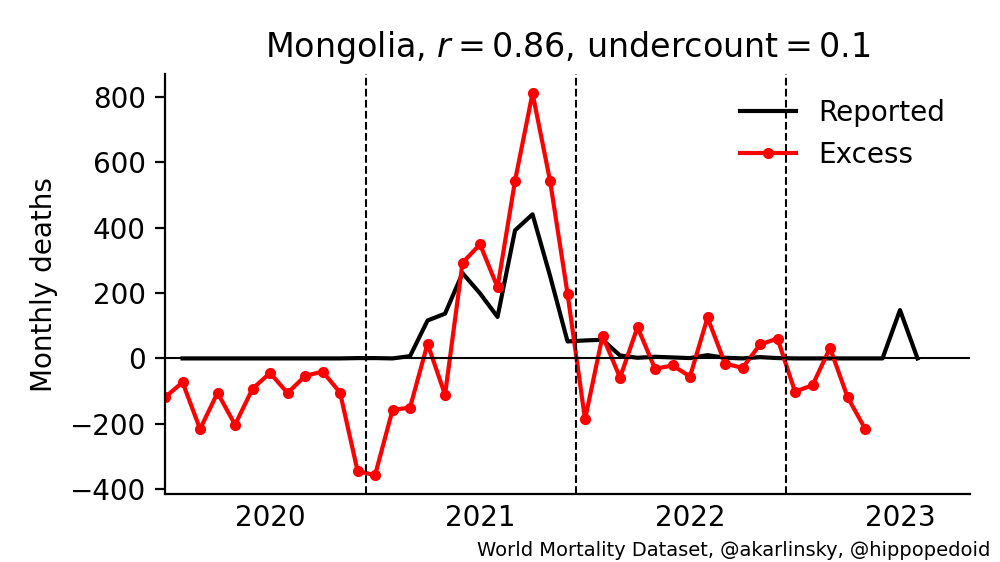 Mongolia, r = 0.86, undercount = 0.1
Monthly deaths
800
600
400
200
0
−200
−400
Reported
Excess
2020 2021 2022 2023
World Mortality Dataset, @akarlinsky, @hippopedoid